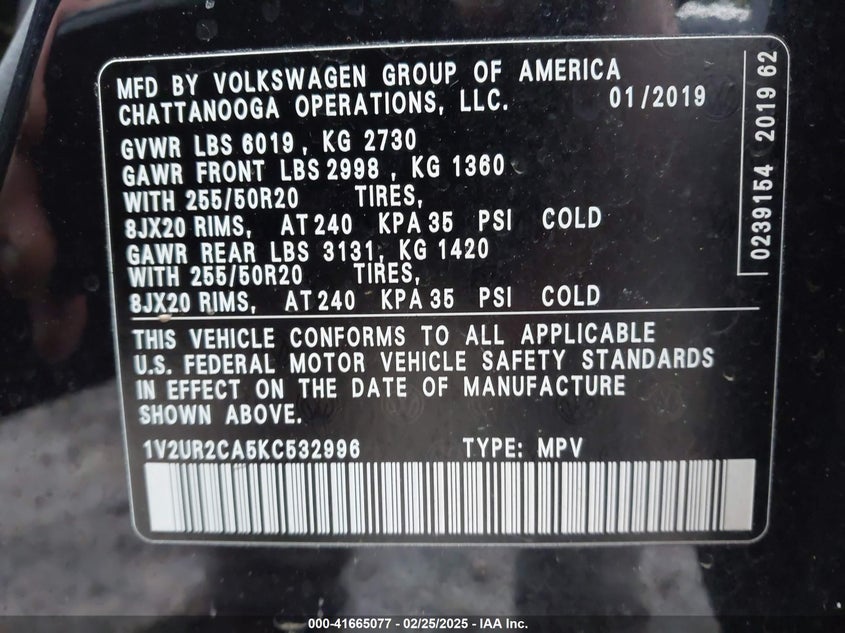 MFD BY VOLKSWAGEN GROUP OF AMERICA
CHATTANOOGA OPERATIONS, LLC. 01/2019
GVWR LBS 6019, KG 2730
GAWR FRONT LBS 2998, KG 1360
WITH 255/50R20 TIRES,
8JX20 RIMS, AT 240 KPA 35 PSI COLD
GAWR REAR LBS 3131, KG 1420
WITH 255/50R20 TIRES,
8JX20 RIMS, AT 240 KPA 35 PSI COLD
THIS VEHICLE CONFORMS TO ALL APPLICABLE
U.S. FEDERAL MOTOR VEHICLE SAFETY STANDARDS
IN EFFECT ON THE DATE OF MANUFACTURE
SHOWN ABOVE.
1V2UR2CA5KC532996 TYPE: MPV
0239154 2019 62
000-41665077 - 02/25/2025 - IAA Inc.